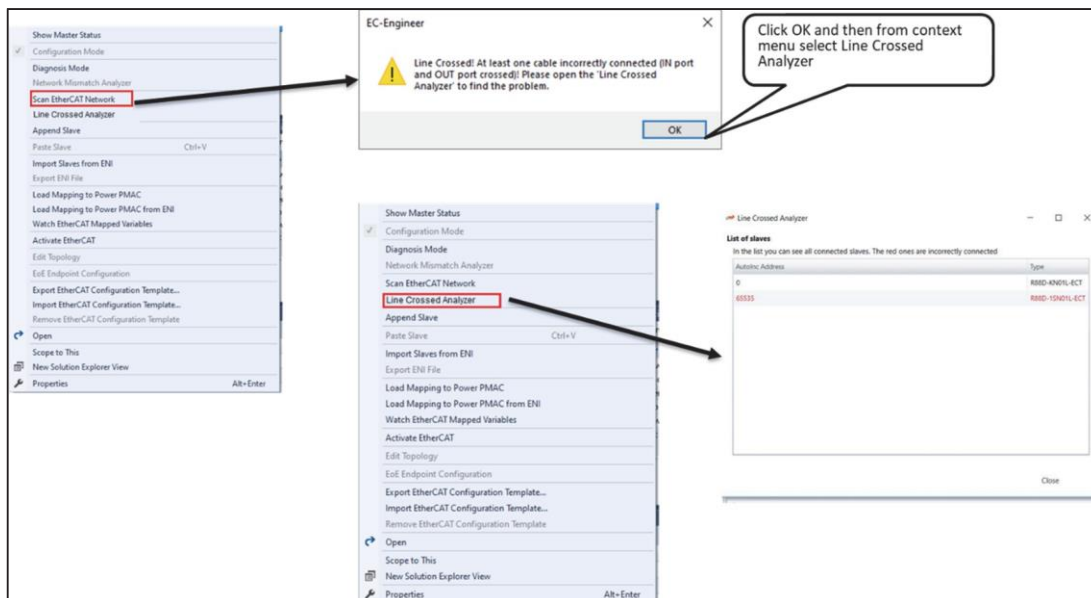 Show Master Status
Configuration Mode
Diagnosis Mode
Network Mismatch Analyzer
Scan EtherCAT Network
Line Crossed Analyzer
Append Slave
Paste Slave Ctrl+V
Import Slaves from ENI
Export ENI File
Load Mapping to Power PMAC
Load Mapping to Power PMAC from ENI
Watch EtherCAT Mapped Variables
Activate EtherCAT
Edit Topology
EoE Endpoint Configuration
Export EtherCAT Configuration Template...
Import EtherCAT Configuration Template...
Remove EtherCAT Configuration Template
Open
Scope to This
New Solution Explorer View
Properties Alt+Enter
EC-Engineer
Line Crossed! At least one cable incorrectly connected (IN port
and OUT port crossed)! Please open the 'Line Crossed
Analyzer' to find the problem.
OK
Click OK and then from context
menu select Line Crossed
Analyzer
Show Master Status
Configuration Mode
Diagnosis Mode
Network Mismatch Analyzer
Scan EtherCAT Network
Line Crossed Analyzer
Append Slave
Paste Slave Ctrl+V
Import Slaves from ENI
Export ENI File
Load Mapping to Power PMAC
Load Mapping to Power PMAC from ENI
Watch EtherCAT Mapped Variables
Activate EtherCAT
Edit Topology
EoE Endpoint Configuration
Export EtherCAT Configuration Template...
Import EtherCAT Configuration Template...
Remove EtherCAT Configuration Template
Open
Scope to This
New Solution Explorer View
Properties Alt+Enter
Line Crossed Analyzer
List of slaves
In the list you can see all connected slaves. The red ones are incorrectly connected
AutoInc Address Type
0 R88D-KN01L-ECT
65535 R88D-1SN01L-ECT
Close